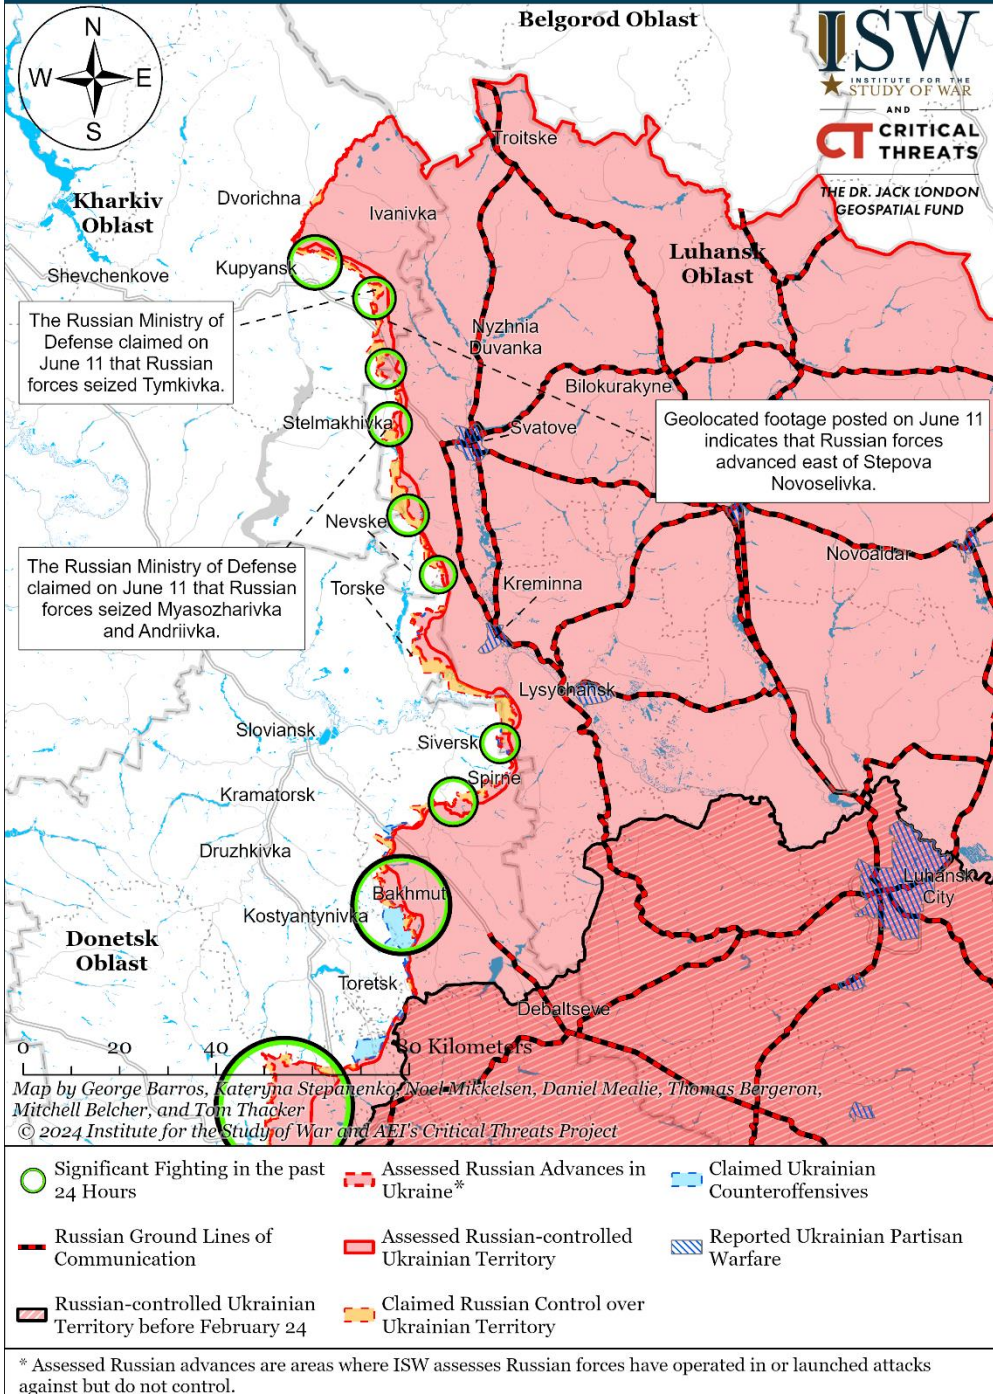 Belgorod Oblast
ISW
INSTITUTE FOR THE
STUDY OF WAR
AND
CT CRITICAL
THREATS
THE DR. JACK LONDON
GEOSPATIAL FUND
N
W E
S
Troitske
Dvorichna
Kharkiv
Oblast
Ivanivka
Luhansk
Oblast
Kupyansk
Shevchenkove
The Russian Ministry of
Defense claimed on
June 11 that Russian
forces seized Tymkivka.
Nyzhnia
Duvanka
Bilokurakyne
Stelmakhivka
Svatove
Geolocated footage posted on June 11
indicates that Russian forces
advanced east of Stepova
Novoselivka.
Nevske
Novoaidar
The Russian Ministry of Defense
claimed on June 11 that Russian
forces seized Myasozharivka
and Andriivka.
Torske
Kreminna
Lysychansk
Sloviansk
Siversk
Spirne
Kramatorsk
Druzhkivka
Bakhmut
Luhansk
City
Kostyantynivka
Donetsk
Oblast
Toretsk
Debaltseve
0 20 40 80 Kilometers
Map by George Barros, Kateryna Stepanenko, Noel Mikkelsen, Daniel Mealie, Thomas Bergeron,
Mitchell Belcher, and Tom Thacker
© 2024 Institute for the Study of War and AEI's Critical Threats Project
Significant Fighting in the past
24 Hours
Assessed Russian Advances in
Ukraine*
Claimed Ukrainian
Counteroffensives
Russian Ground Lines of
Communication
Assessed Russian-controlled
Ukrainian Territory
Reported Ukrainian Partisan
Warfare
Russian-controlled Ukrainian
Territory before February 24
Claimed Russian Control over
Ukrainian Territory
* Assessed Russian advances are areas where ISW assesses Russian forces have operated in or launched attacks
against but do not control.